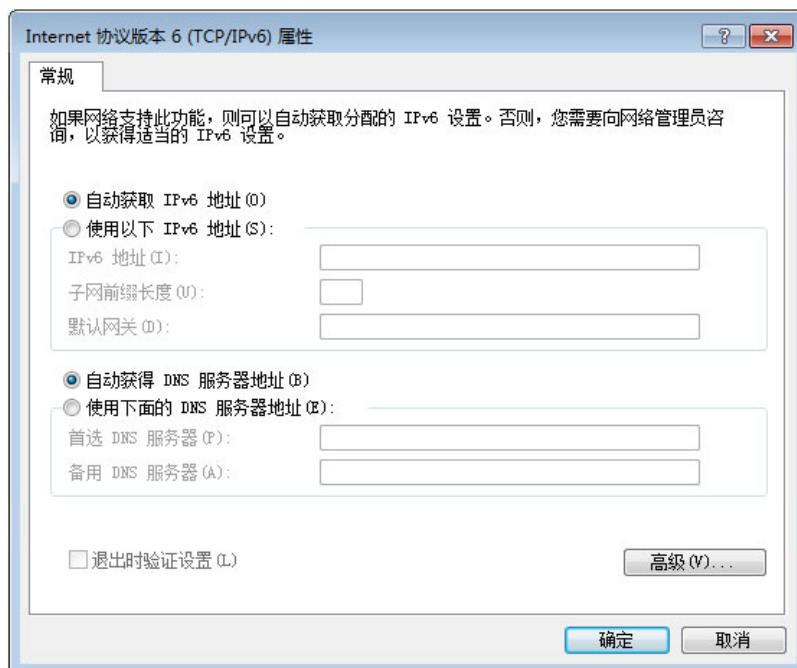 Internet 协议版本 6 (TCP/IPv6) 属性
常规
如果网络支持此功能，则可以自动获取分配的 IPv6 设置。否则，您需要向网络管理员咨
询，以获得适当的 IPv6 设置。
自动获取 IPv6 地址(O)
使用以下 IPv6 地址(S):
IPv6 地址(I):
子网前缀长度(U):
默认网关(D):
自动获得 DNS 服务器地址(B)
使用下面的 DNS 服务器地址(E):
首选 DNS 服务器(P):
备用 DNS 服务器(A):
退出时验证设置(L)
高级(V)...
确定
取消